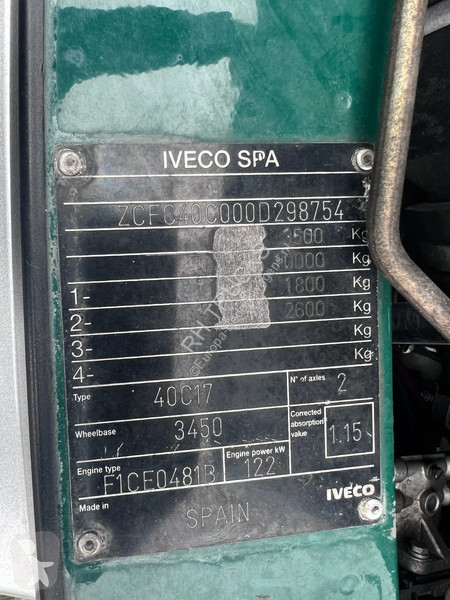 IVECO SPA
ZCFC40C000D298754
3500 Kg
Kg
1- 1800 Kg
2- 2600 Kg
3- Kg
4- Kg
Type 40C17 N° of axles 2
Wheelbase 3450 Corrected absorption value 1.15
Engine type F1CE0481B Engine power kW 122
Made in SPAIN IVECO